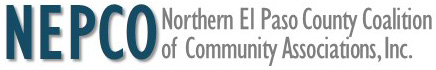 NEPCO Northern El Paso County Coalition
of Community Associations, Inc.